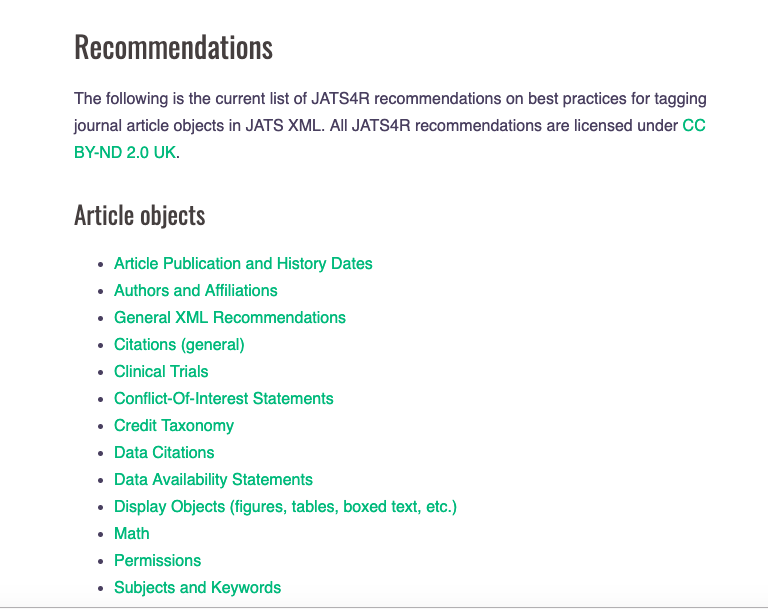 Recommendations
The following is the current list of JATS4R recommendations on best practices for tagging
journal article objects in JATS XML. All JATS4R recommendations are licensed under CC
BY-ND 2.0 UK.
Article objects
• Article Publication and History Dates
• Authors and Affiliations
• General XML Recommendations
• Citations (general)
• Clinical Trials
• Conflict-Of-Interest Statements
• Credit Taxonomy
• Data Citations
• Data Availability Statements
• Display Objects (figures, tables, boxed text, etc.)
• Math
• Permissions
• Subjects and Keywords